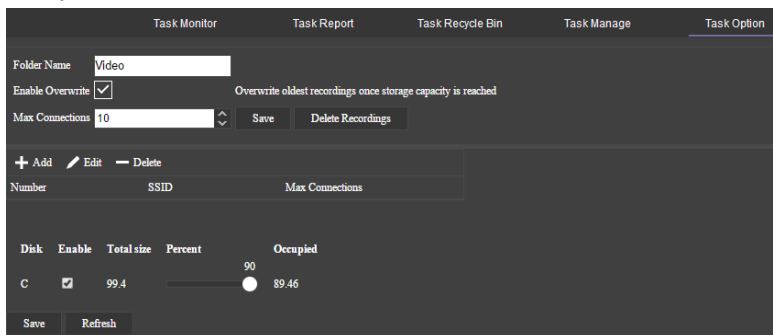 Task Monitor Task Report Task Recycle Bin Task Manage Task Option
Folder Name Video
Enable Overwrite Overwrite oldest recordings once storage capacity is reached
Max Connections 10 Save Delete Recordings
Add Edit Delete
Number SSID Max Connections
Disk Enable Total size Percent Occupied
90
C 99.4 89.46
Save Refresh